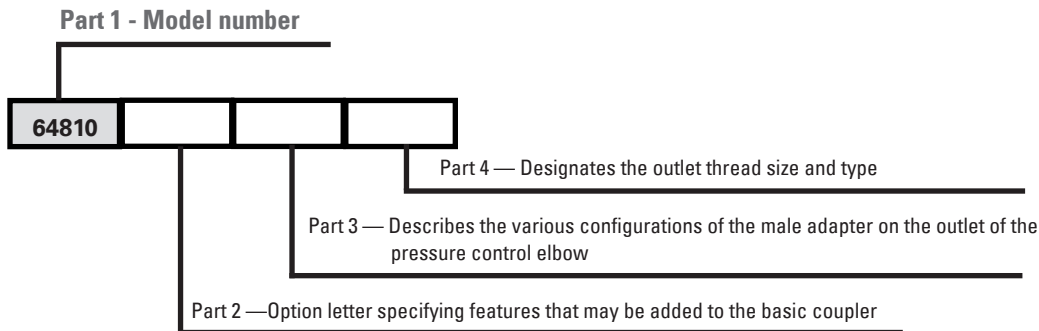 Part 1 - Model number
64810
Part 4 — Designates the outlet thread size and type
Part 3 — Describes the various configurations of the male adapter on the outlet of the
pressure control elbow
Part 2 —Option letter specifying features that may be added to the basic coupler